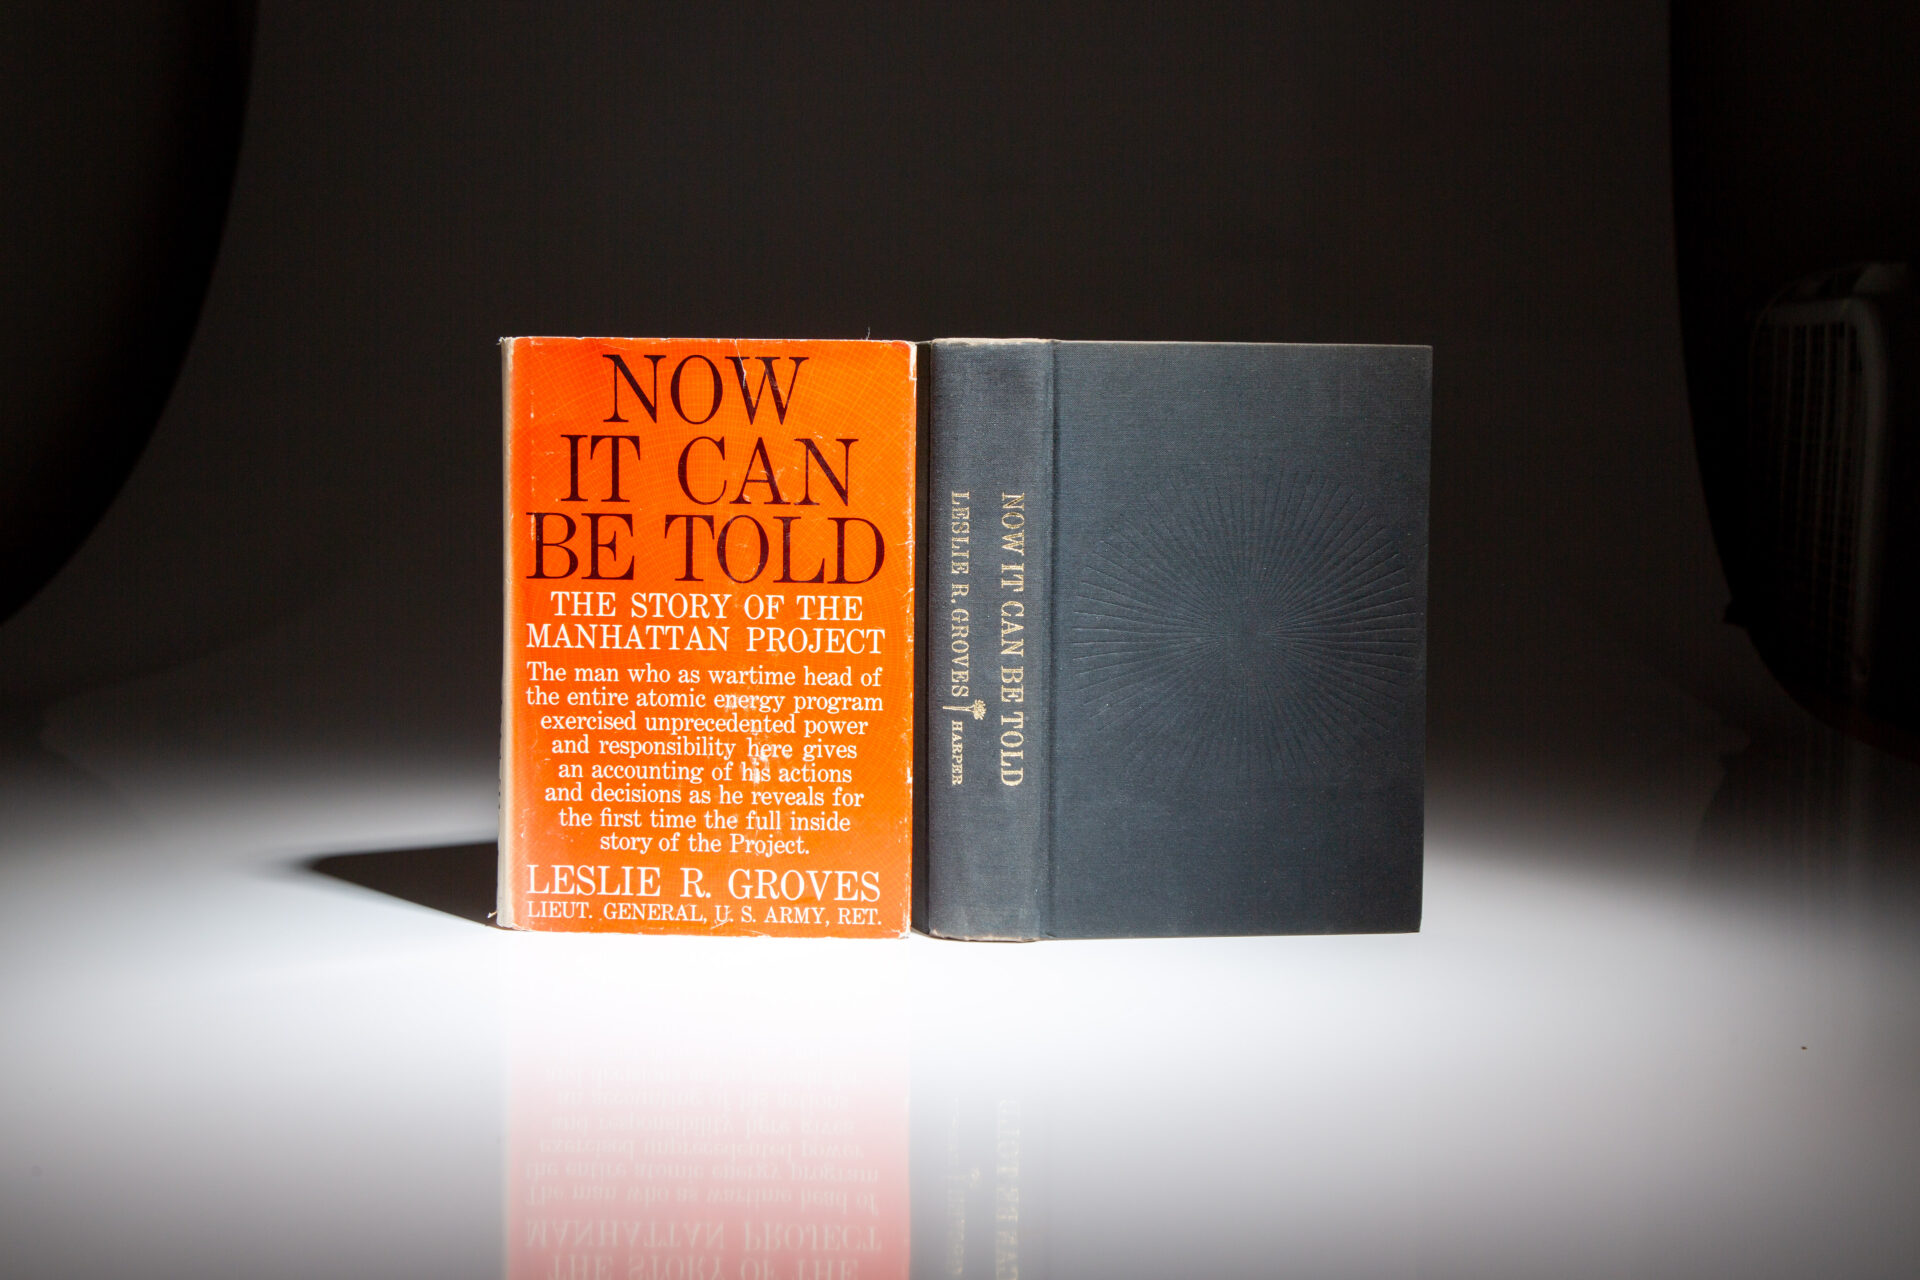 NOW
IT CAN
BE TOLD
THE STORY OF THE
MANHATTAN PROJECT
The man who as wartime head of
the entire atomic energy program
exercised unprecedented power
and responsibility here gives
an accounting of his actions
and decisions as he reveals for
the first time the full inside
story of the Project.
LESLIE R. GROVES
LIEUT. GENERAL, U. S. ARMY, RET.
NOW IT CAN BE TOLD
LESLIE R. GROVES HARPER